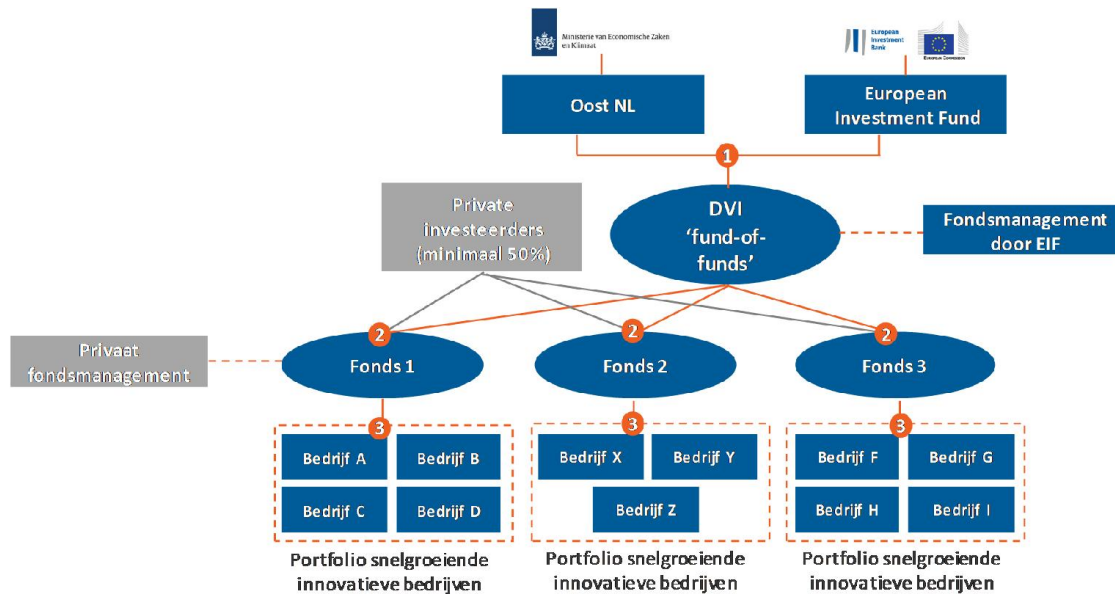 Ministerie van Economische Zaken
en Klimaat
European
Investment
Bank
European Commission
Oost NL
European
Investment Fund
1
Private
investeerders
(minimaal 50%)
DVI
‘fund-of-
funds’
Fondsmanagement
door EIF
2
2
2
Privaat
fondsmanagement
Fonds 1
Fonds 2
Fonds 3
3
3
3
Bedrijf A
Bedrijf B
Bedrijf X
Bedrijf Y
Bedrijf F
Bedrijf G
Bedrijf C
Bedrijf D
Bedrijf Z
Bedrijf H
Bedrijf I
Portfolio snelgroeiende
innovatieve bedrijven
Portfolio snelgroeiende
innovatieve bedrijven
Portfolio snelgroeiende
innovatieve bedrijven